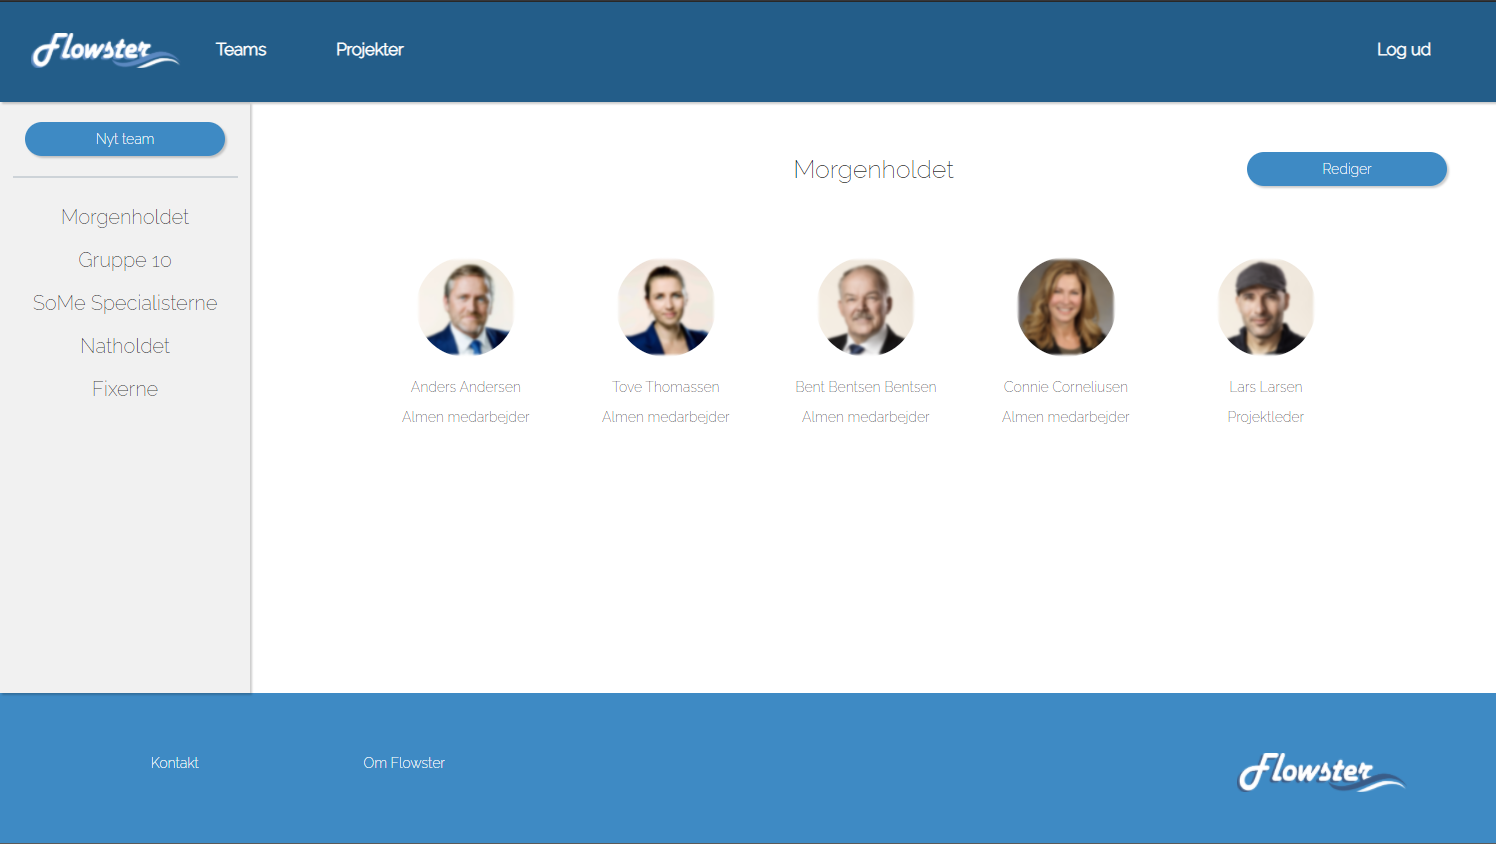 Flowster
Teams
Projekter
Log ud
Nyt team
Morgenholdet
Gruppe 10
SoMe Specialisterne
Natholdet
Fixerne
Morgenholdet
Rediger
Anders Andersen
Almen medarbejder
Tove Thomassen
Almen medarbejder
Bent Bentsen Bentsen
Almen medarbejder
Connie Corneliusen
Almen medarbejder
Lars Larsen
Projektleder
Kontakt
Om Flowster
Flowster